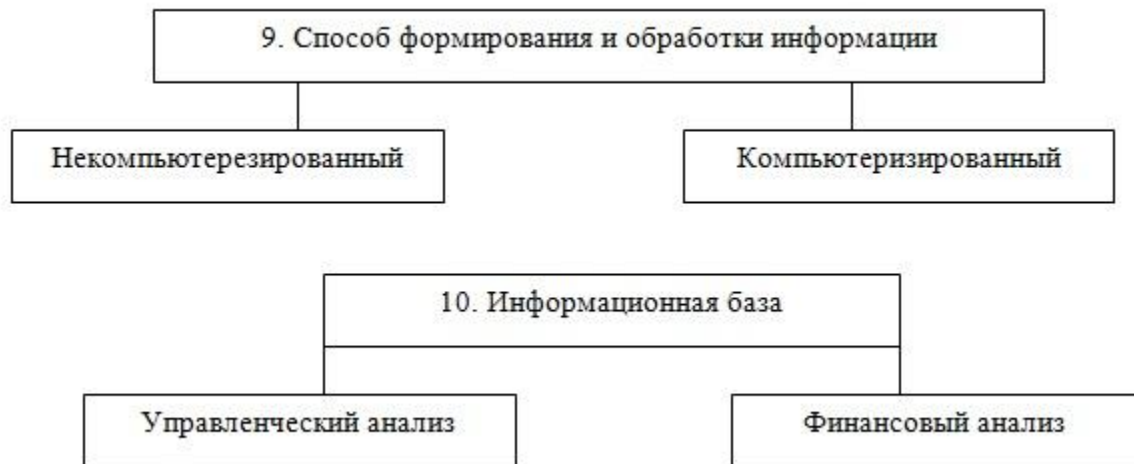 9. Способ формирования и обработки информации
Некомпьютерезированный
Компьютеризированный
10. Информационная база
Управленческий анализ
Финансовый анализ